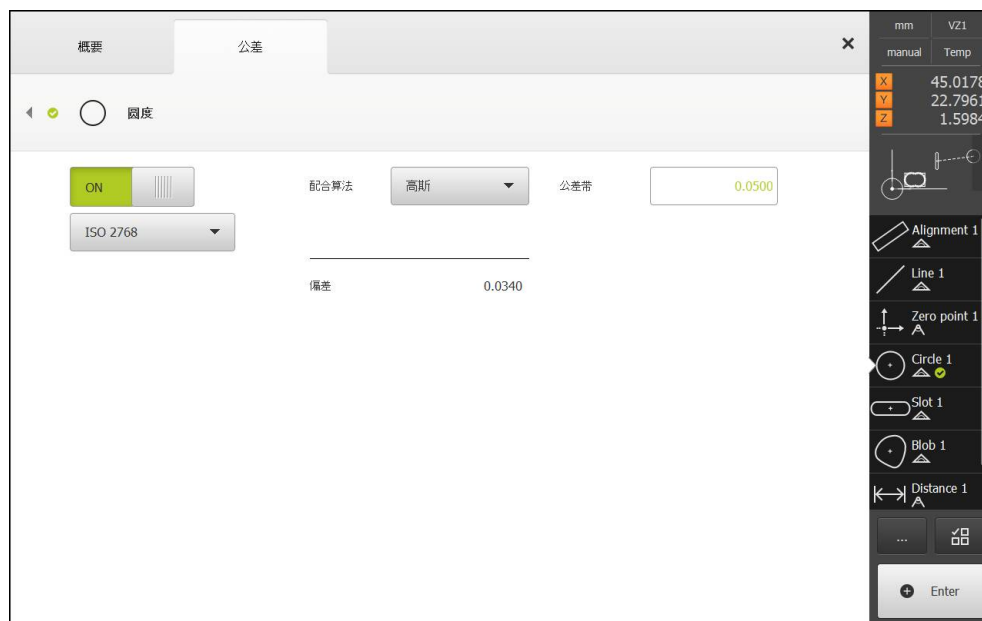 概要
公差
圆度
ON
ISO 2768
配合算法
高斯
公差带
0.0500
偏差
0.0340
mm
VZ1
manual
Temp
X
45.0178
Y
22.7961
Z
1.5984
Alignment 1
Line 1
Zero point 1
Circle 1
Slot 1
Blob 1
Distance 1
...
Enter